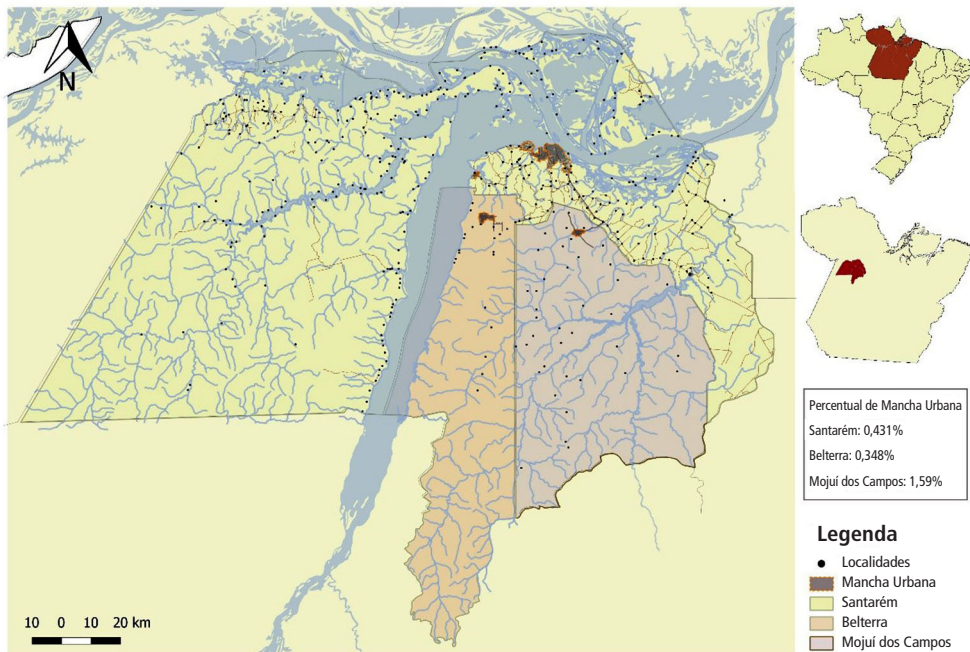 N
Percentual de Mancha Urbana
Santarém: 0,431%
Belterra: 0,348%
Mojuí dos Campos: 1,59%
Legenda
Localidades
Mancha Urbana
Santarém
Belterra
Mojuí dos Campos
10 0 10 20 km